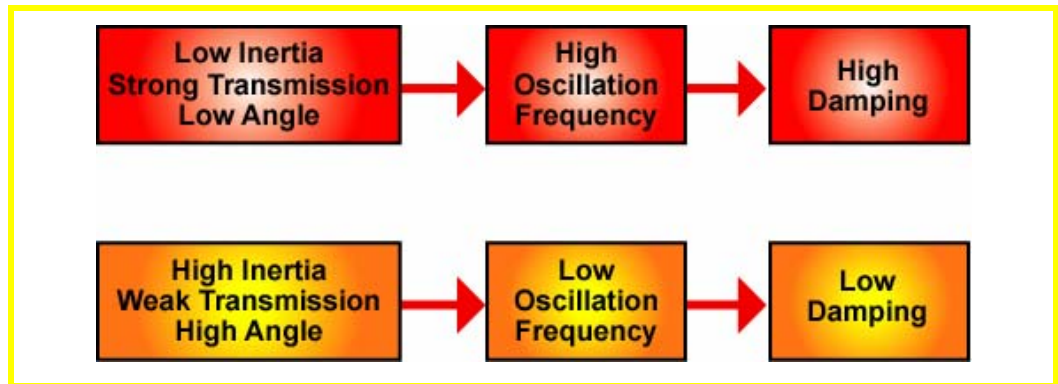 Low Inertia
Strong Transmission
Low Angle
High
Oscillation
Frequency
High
Damping
High Inertia
Weak Transmission
High Angle
Low
Oscillation
Frequency
Low
Damping